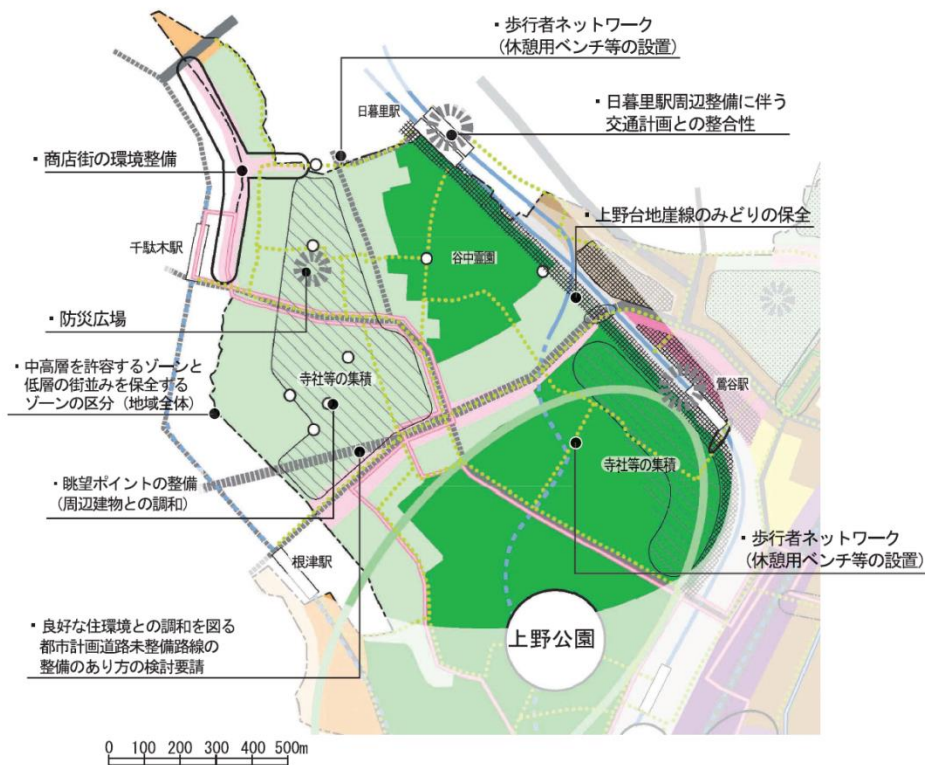 ・歩行者ネットワーク
（休憩用ベンチ等の設置）
日暮里駅
・日暮里駅周辺整備に伴う
交通計画との整合性
・商店街の環境整備
・上野台地崖線のみどりの保全
千駄木駅
谷中霊園
・防災広場
・中高層を許容するゾーンと
低層の街並みを保全する
ゾーンの区分（地域全体）
寺社等の集積
鶯谷駅
寺社等の集積
・眺望ポイントの整備
（周辺建物との調和）
・歩行者ネットワーク
（休憩用ベンチ等の設置）
根津駅
・良好な住環境との調和を図る
都市計画道路未整備路線の
整備のあり方の検討要請
上野公園
0 100 200 300 400 500m